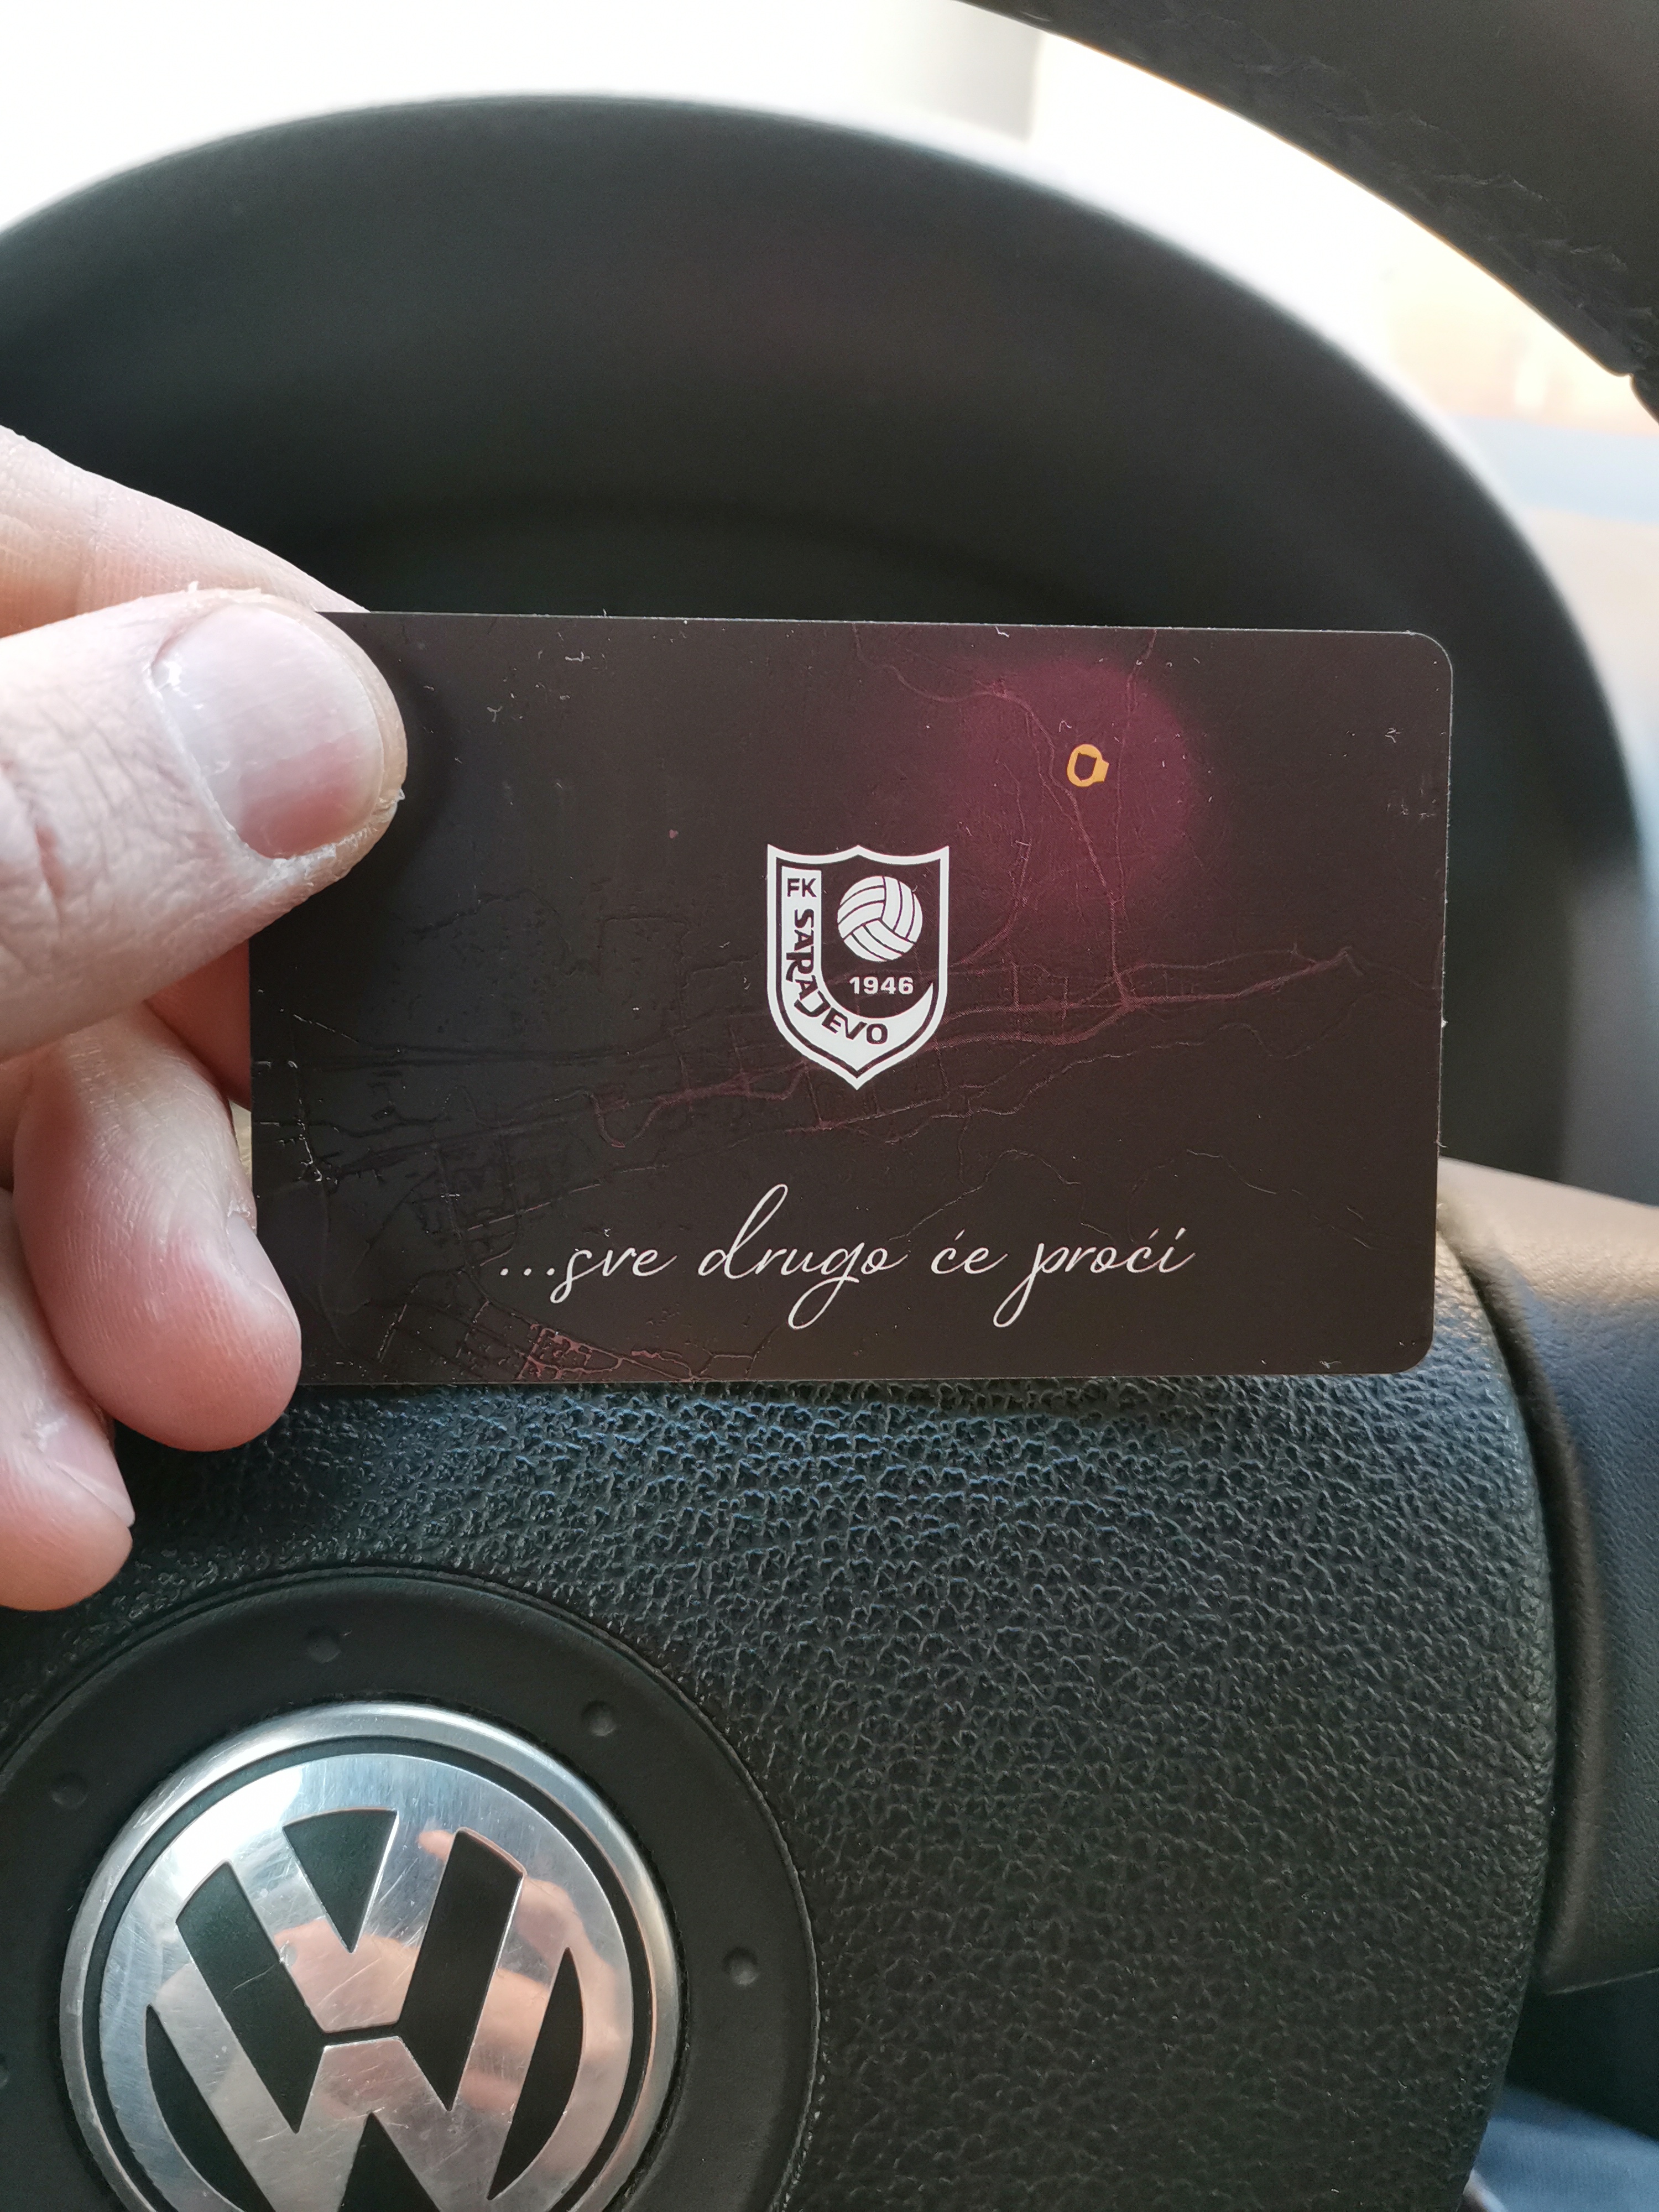 FK SARAJEVO
1946
...sve drugo će proći